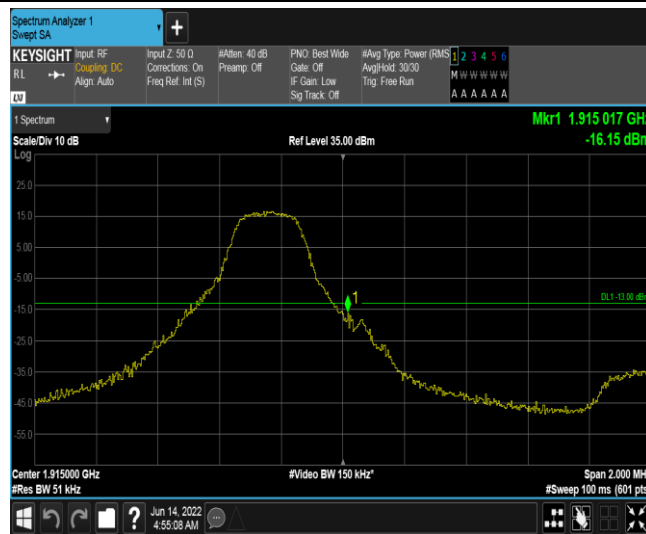 Spectrum Analyzer 1
Swept SA
KEYSIGHT Input: RF Input Z: 50 Ω #Atten: 40 dB PNO: Best Wide #Avg Type: Power (RMS 1 2 3 4 5 6
RL Coupling: DC Corrections: On Preamp: Off Gate: Off Avg|Hold: 30/30 M W W W W W
Align: Auto Freq Ref: Int (S) IF Gain: Low Trig: Free Run
Sig Track: Off A A A A A A
1 Spectrum Mkr1 1.915 017 GHz
Scale/Div 10 dB Ref Level 35.00 dBm -16.15 dBm
Log
25.0
15.0
5.00
-5.00
1
DL1 -13.00 dBm
-15.0
-25.0
-35.0
-45.0
-55.0
Center 1.915000 GHz #Video BW 150 kHz* Span 2.000 MH
#Res BW 51 kHz #Sweep 100 ms (601 pts
? Jun 14, 2022
4:55:08 AM